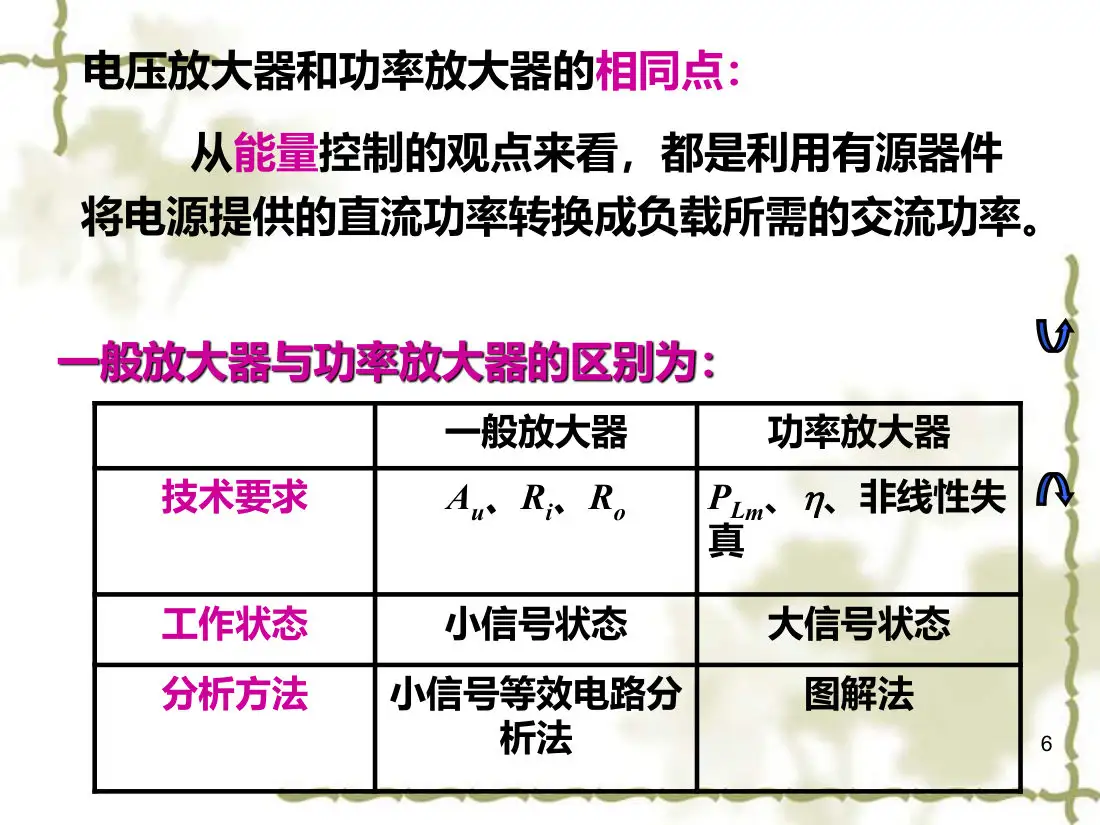 电压放大器和功率放大器的相同点：
从能量控制的观点来看，都是利用有源器件
将电源提供的直流功率转换成负载所需的交流功率。
一般放大器与功率放大器的区别为：
一般放大器 功率放大器
技术要求 Au、Ri、Ro PLm、η、非线性失
真
工作状态 小信号状态 大信号状态
分析方法 小信号等效电路分 图解法
析法
6